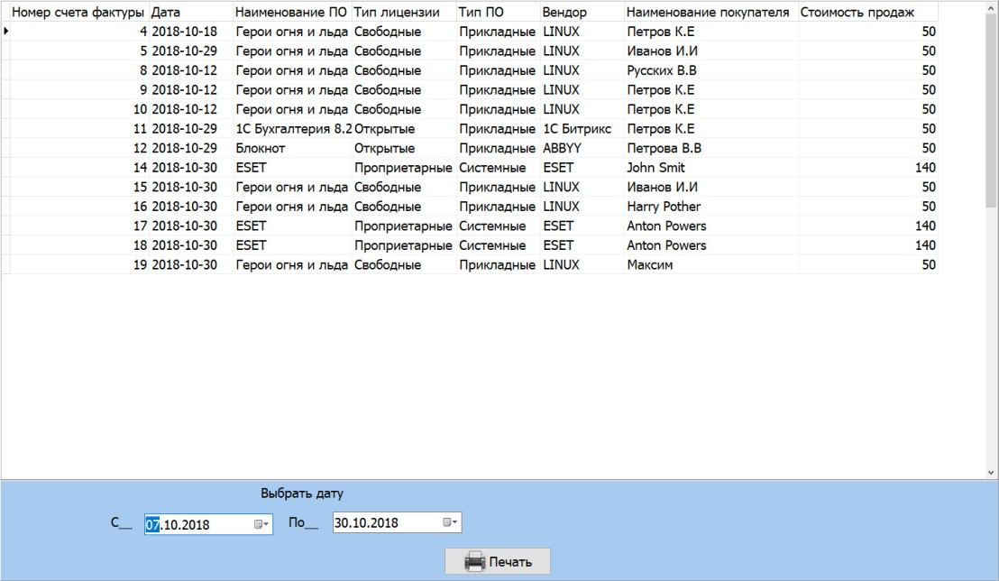 Номер счета фактуры Дата Наименование ПО Тип лицензии Тип ПО Вендор Наименование покупателя Стоимость продаж
4 2018-10-18 Герои огня и льда Свободные Прикладные LINUX Петров К.Е 50
5 2018-10-29 Герои огня и льда Свободные Прикладные LINUX Иванов И.И 50
8 2018-10-12 Герои огня и льда Свободные Прикладные LINUX Русских В.В 50
9 2018-10-12 Герои огня и льда Свободные Прикладные LINUX Петров К.Е 50
10 2018-10-12 Герои огня и льда Свободные Прикладные LINUX Петров К.Е 50
11 2018-10-29 1С Бухгалтерия 8.2 Открытые Прикладные 1С Битрикс Петров К.Е 50
12 2018-10-29 Блокнот Открытые Прикладные ABBYY Петрова В.В 50
14 2018-10-30 ESET Проприетарные Системные ESET John Smit 140
15 2018-10-30 Герои огня и льда Свободные Прикладные LINUX Иванов И.И 50
16 2018-10-30 Герои огня и льда Свободные Прикладные LINUX Harry Pother 50
17 2018-10-30 ESET Проприетарные Системные ESET Anton Powers 140
18 2018-10-30 ESET Проприетарные Системные ESET Anton Powers 140
19 2018-10-30 Герои огня и льда Свободные Прикладные LINUX Максим 50
Выбрать дату
С__ 07.10.2018 По__ 30.10.2018
Печать